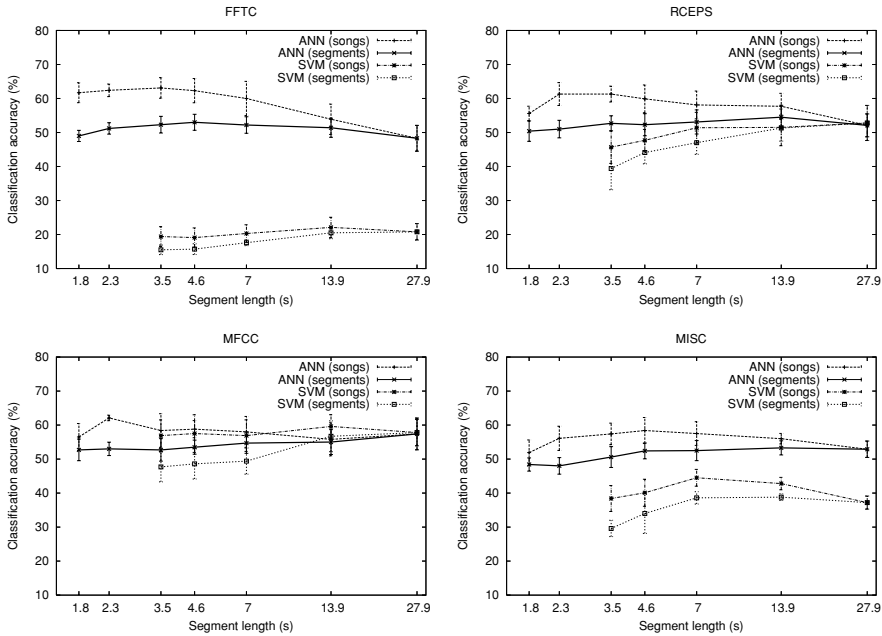 FFTC
Classification accuracy (%)
80
70
60
50
40
30
20
10
ANN (songs)
ANN (segments)
SVM (songs)
SVM (segments)
1.8 2.3 3.5 4.6 7 13.9 27.9
Segment length (s)
RCEPS
Classification accuracy (%)
80
70
60
50
40
30
20
10
ANN (songs)
ANN (segments)
SVM (songs)
SVM (segments)
1.8 2.3 3.5 4.6 7 13.9 27.9
Segment length (s)
MFCC
Classification accuracy (%)
80
70
60
50
40
30
20
10
ANN (songs)
ANN (segments)
SVM (songs)
SVM (segments)
1.8 2.3 3.5 4.6 7 13.9 27.9
Segment length (s)
MISC
Classification accuracy (%)
80
70
60
50
40
30
20
10
ANN (songs)
ANN (segments)
SVM (songs)
SVM (segments)
1.8 2.3 3.5 4.6 7 13.9 27.9
Segment length (s)